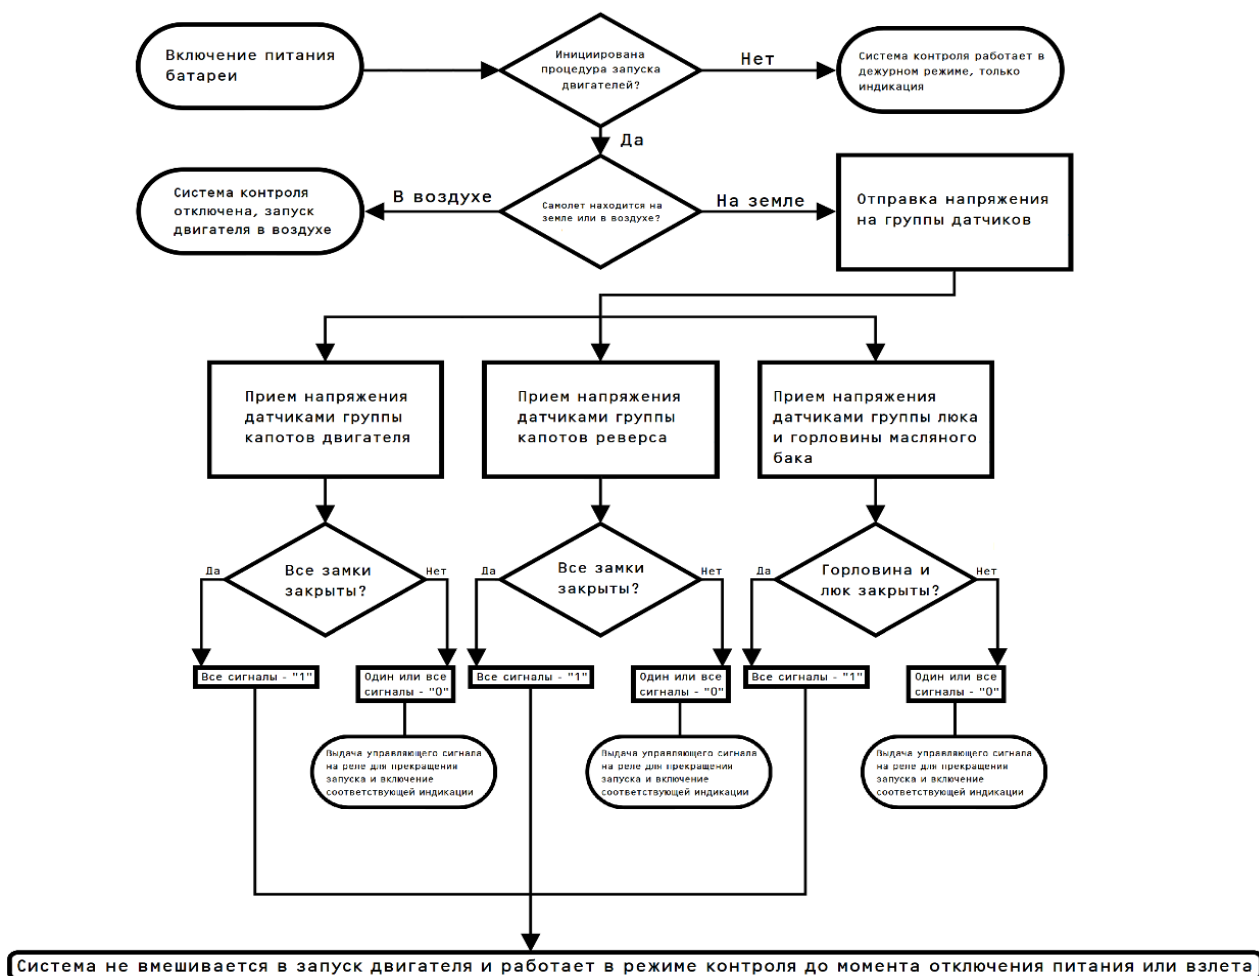 Включение питания
батареи
Инициирована
процедура запуска
двигателей?
Нет
Система контроля работает в
дежурном режиме, только
индикация
Да
Система контроля
отключена, запуск
двигателя в воздухе
В воздухе
Самолет находится на
земле или в воздухе?
На земле
Отправка напряжения
на группы датчиков
Прием напряжения
датчиками группы
капотов двигателя
Прием напряжения
датчиками группы
капотов реверса
Прием напряжения
датчиками группы люка
и горловины масляного
бака
Да
Все замки
закрыты?
Нет
Да
Все замки
закрыты?
Нет
Да
Горловина и
люк закрыты?
Нет
Все сигналы - "1"
Один или все
сигналы - "0"
Все сигналы - "1"
Один или все
сигналы - "0"
Все сигналы - "1"
Один или все
сигналы - "0"
Выдача управляющего сигнала
на реле для прекращения
запуска и включение
соответствующей индикации
Выдача управляющего сигнала
на реле для прекращения
запуска и включение
соответствующей индикации
Выдача управляющего сигнала
на реле для прекращения
запуска и включение
соответствующей индикации
Система не вмешивается в запуск двигателя и работает в режиме контроля до момента отключения питания или взлета